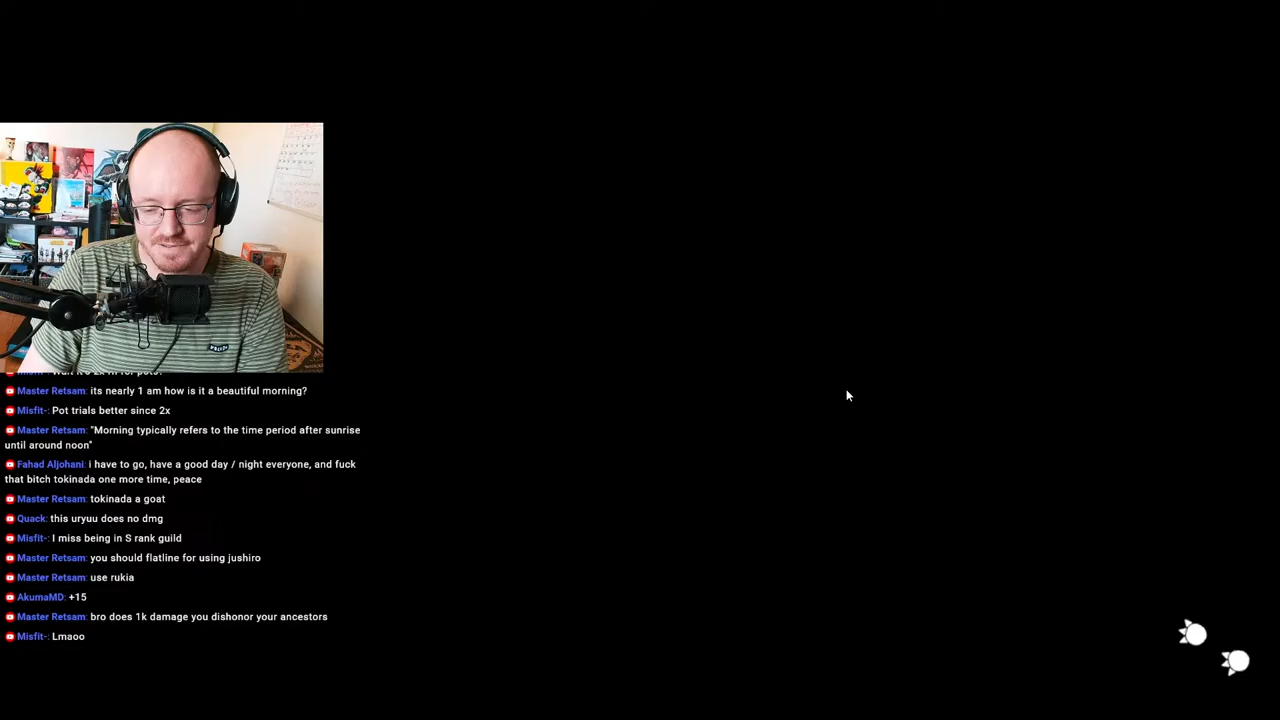 Master Retsam: its nearly 1 am how is it a beautiful morning?
Misfit-: Pot trials better since 2x
Master Retsam: "Morning typically refers to the time period after sunrise
until around noon"
Fahad Aljohani: i have to go, have a good day / night everyone, and fuck
that bitch tokinada one more time, peace
Master Retsam: tokinada a goat
Quack: this uryuu does no dmg
Misfit-: I miss being in S rank guild
Master Retsam: you should flatline for using jushiro
Master Retsam: use rukia
AkumaMD: +15
Master Retsam: bro does 1k damage you dishonor your ancestors
Misfit-: Lmaoo